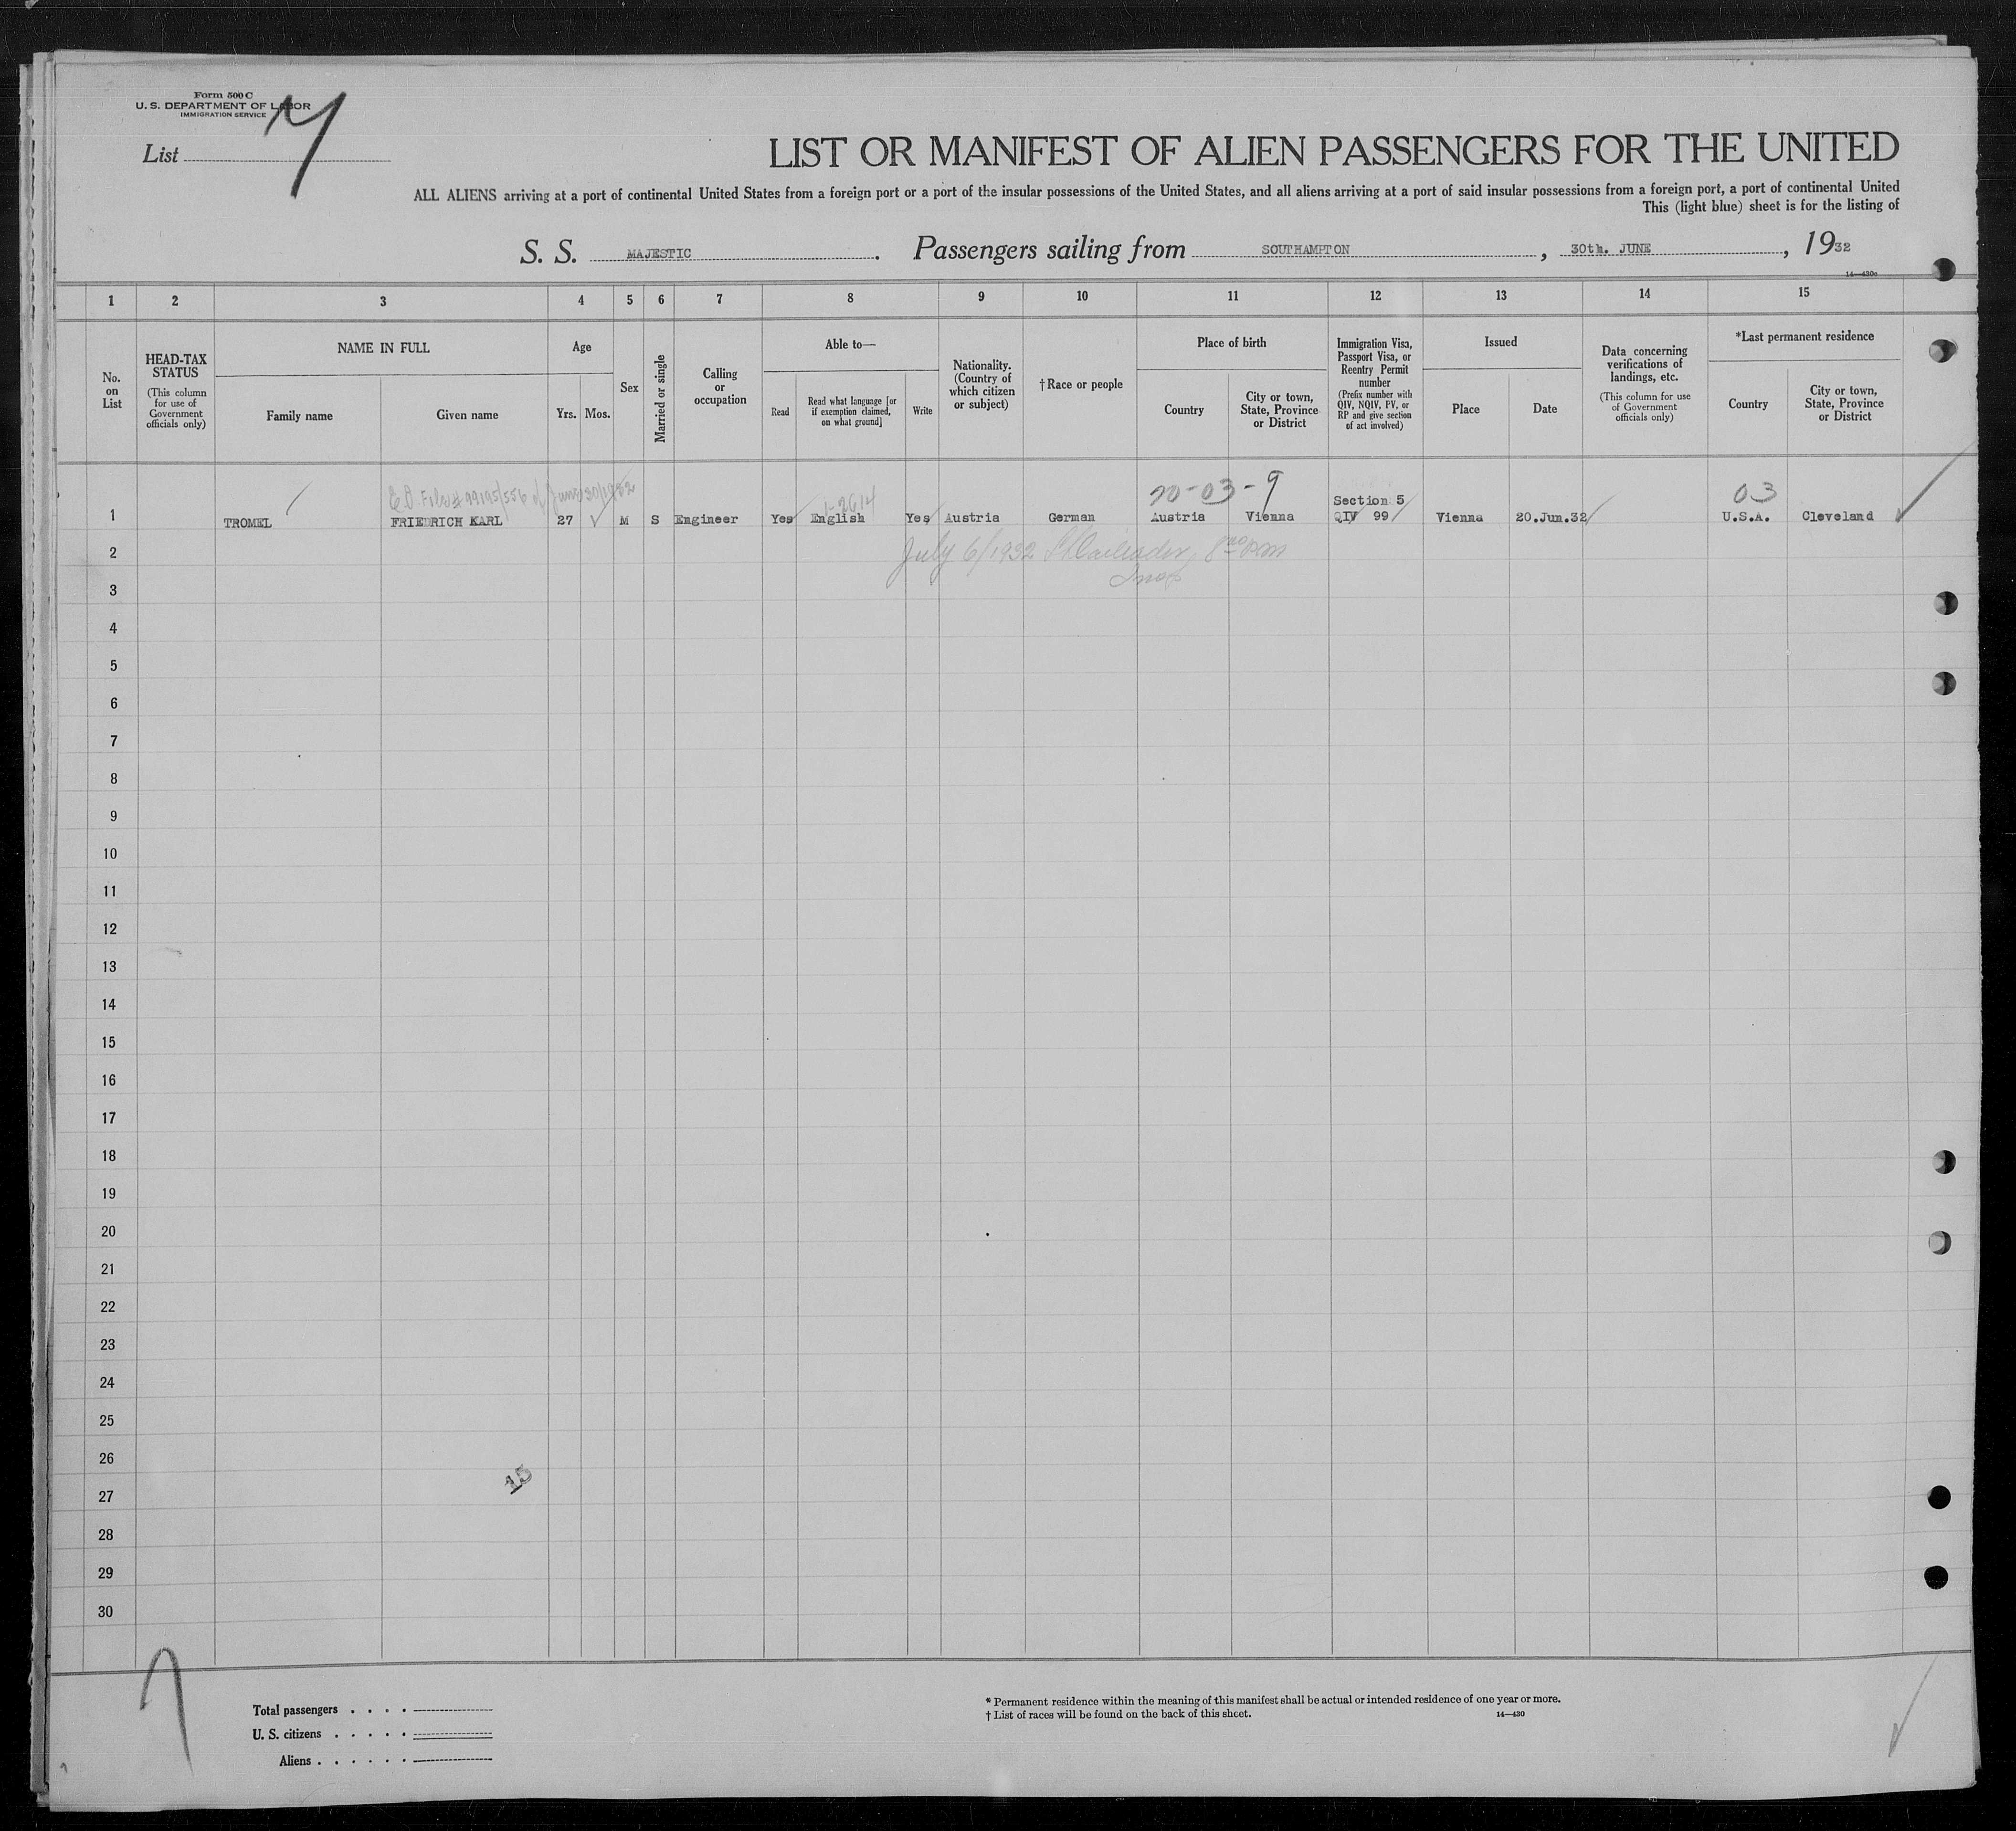 Form 500 C
U. S. DEPARTMENT OF LABOR
IMMIGRATION SERVICE
List 7
LIST OR MANIFEST OF ALIEN PASSENGERS FOR THE UNITED
ALL ALIENS arriving at a port of continental United States from a foreign port or a port of the insular possessions of the United States, and all aliens arriving at a port of said insular possessions from a foreign port, a port of continental United
This (light blue) sheet is for the listing of
S. S. MAJESTIC. Passengers sailing from SOUTHAMPTON, 30th. JUNE, 1932
14—430c
1 2 3 4 5 6 7 8 9 10 11 12 13 14 15
No. on List
HEAD-TAX STATUS
(This column for use of Government officials only)
NAME IN FULL
Family name
Given name
Age
Yrs. Mos.
Sex
Married or single
Calling or occupation
Able to—
Read
Read what language [or if exemption claimed, on what ground]
Write
Nationality. (Country of which citizen or subject)
†Race or people
Place of birth
Country
City or town, State, Province or District
Immigration Visa, Passport Visa, or Reentry Permit number
(Prefix number with QIV, NQIV, PV, or RP and give section of act involved)
Issued
Place
Date
Data concerning verifications of landings, etc.
(This column for use of Government officials only)
*Last permanent residence
Country
City or town, State, Province or District
20-03-9
Section 5
03
1 TROMEL FRIEDRICH KARL 27 M S Engineer Yes English Yes Austria German Austria Vienna QIV 99 Vienna 20.Jun.32 U.S.A. Cleveland
2 July 6/1932
3
4
5
6
7
8
9
10
11
12
13
14
15
16
17
18
19
20
21
22
23
24
25
26
15
27
28
29
30
7
Total passengers . . . .
U. S. citizens . . . . .
Aliens . . . . . .
* Permanent residence within the meaning of this manifest shall be actual or intended residence of one year or more.
† List of races will be found on the back of this sheet.
14—430